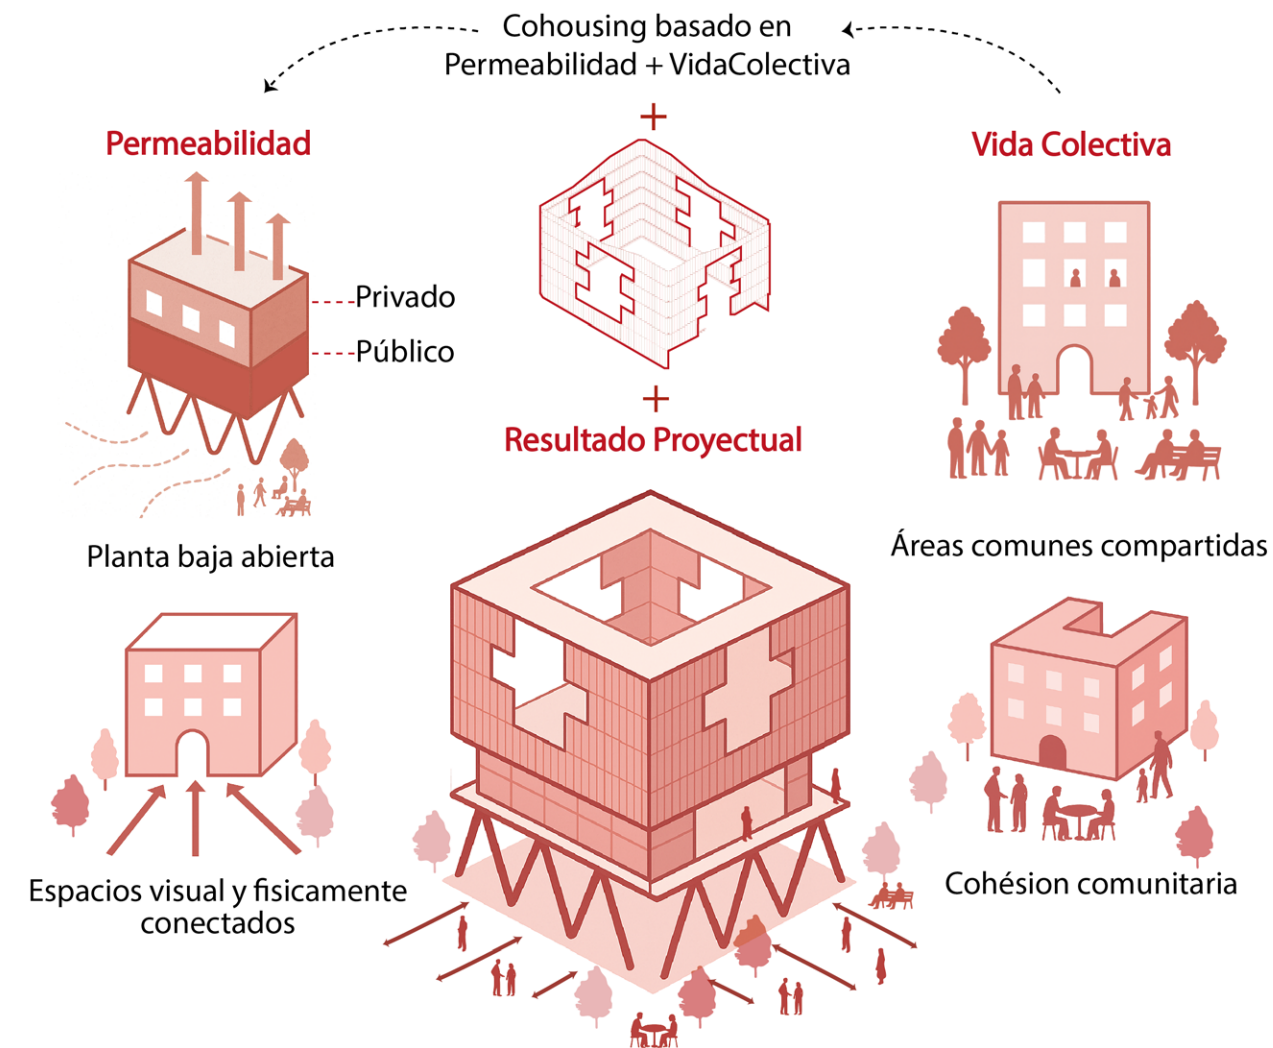 Cohousing basado en
Permeabilidad + VidaColectiva
+
Permeabilidad
Vida Colectiva
Privado
Público
+
Resultado Proyectual
Planta baja abierta
Áreas comunes compartidas
Espacios visual y fisicamente
conectados
Cohésion comunitaria